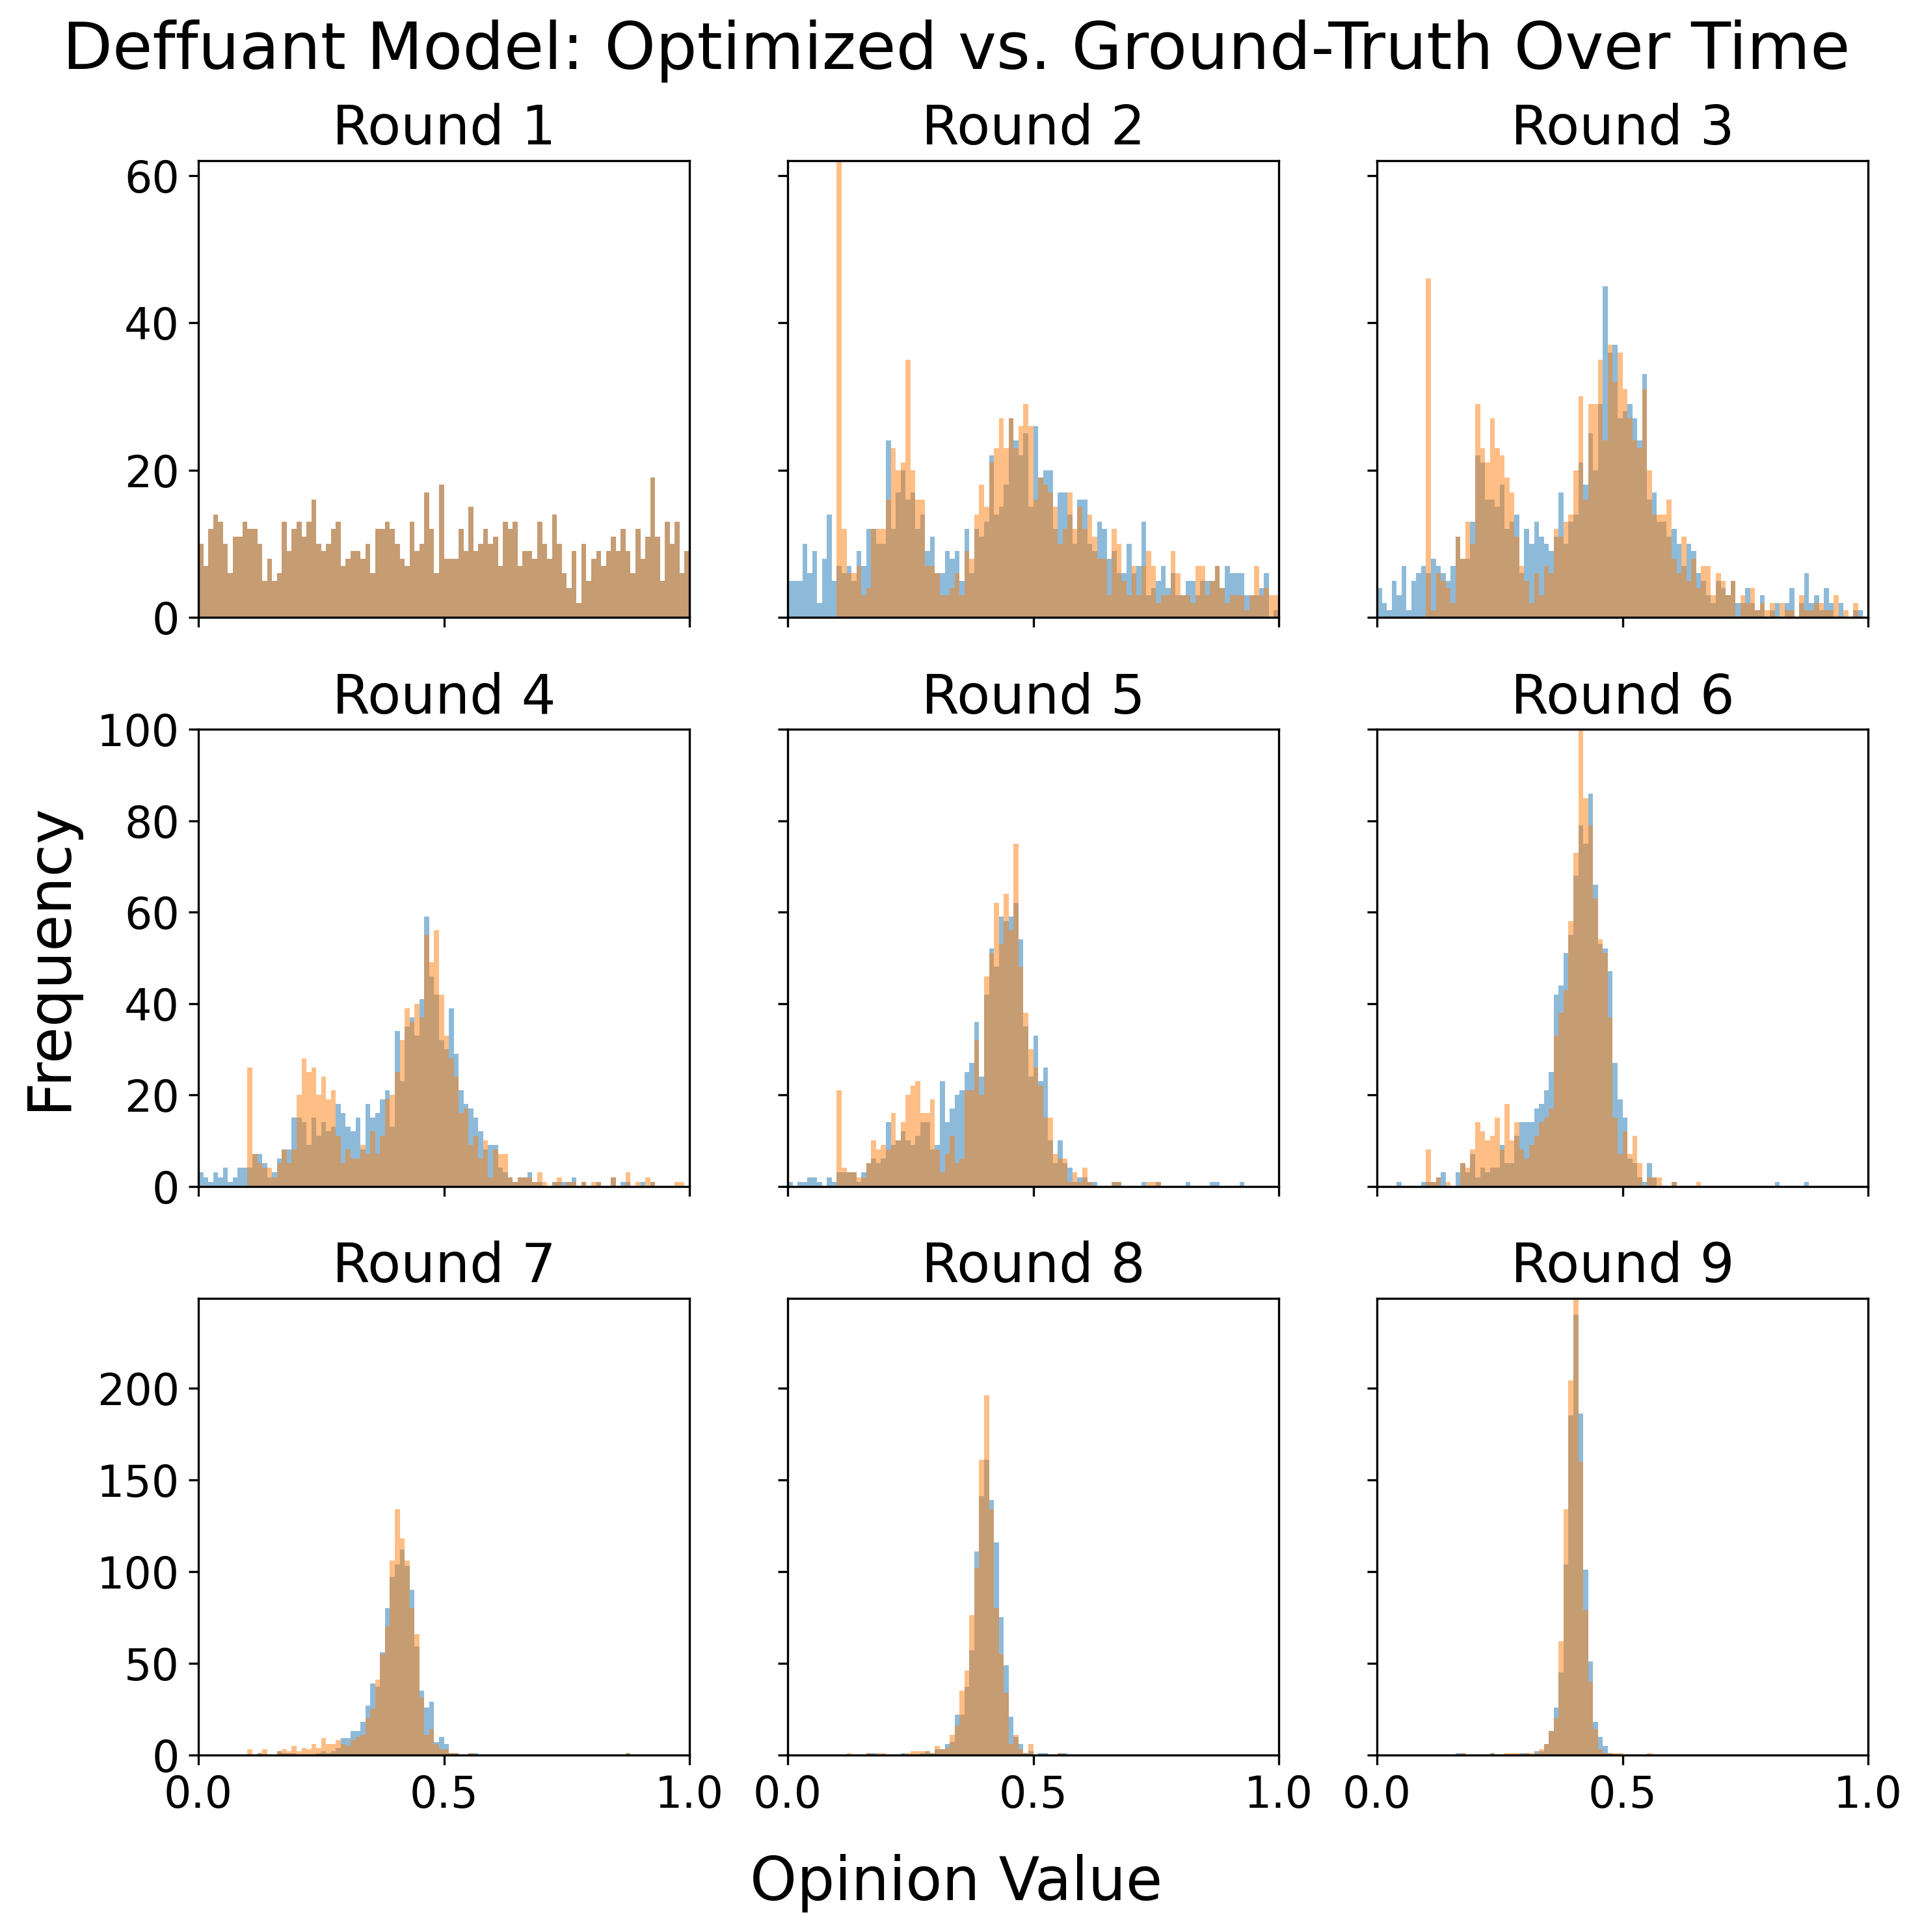 Deffuant Model: Optimized vs. Ground-Truth Over Time
Round 1
Round 2
Round 3
60
40
20
0
Round 4
Round 5
Round 6
100
80
60
40
20
0
Frequency
Round 7
Round 8
Round 9
200
150
100
50
0
0.0 0.5 1.0
0.0 0.5 1.0
0.0 0.5 1.0
Opinion Value